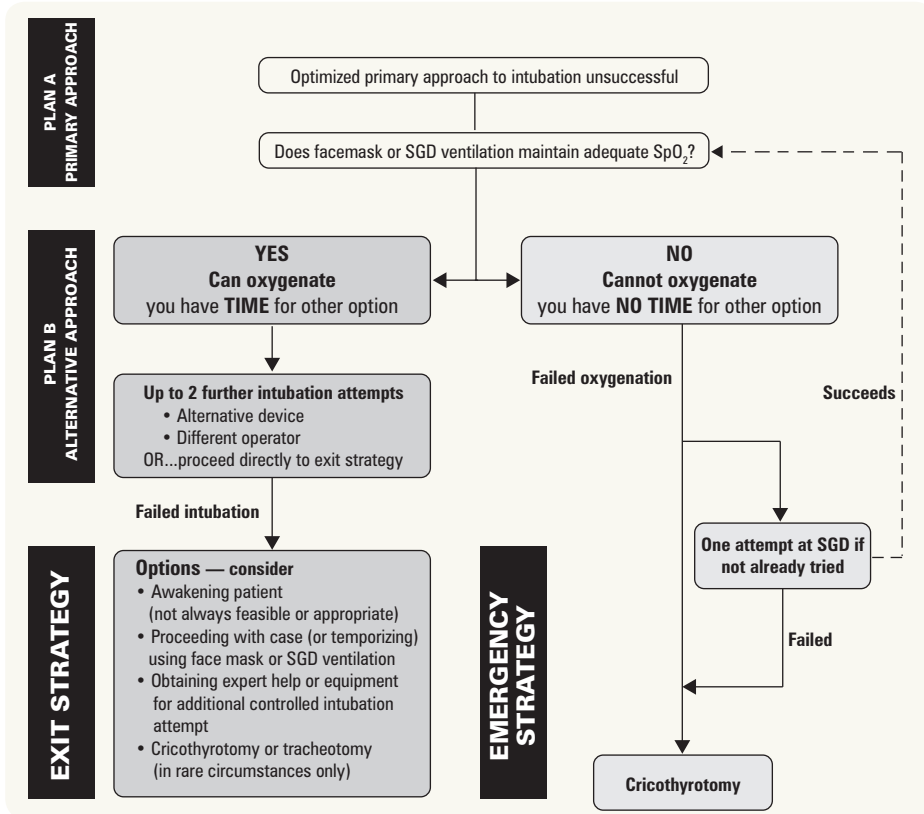 PLAN A
PRIMARY APPROACH
Optimized primary approach to intubation unsuccessful
Does facemask or SGD ventilation maintain adequate SpO₂?
PLAN B
ALTERNATIVE APPROACH
YES
Can oxygenate
you have TIME for other option
NO
Cannot oxygenate
you have NO TIME for other option
Up to 2 further intubation attempts
• Alternative device
• Different operator
OR...proceed directly to exit strategy
Failed oxygenation
Succeeds
Failed intubation
EXIT STRATEGY
Options — consider
• Awakening patient
(not always feasible or appropriate)
• Proceeding with case (or temporizing)
using face mask or SGD ventilation
• Obtaining expert help or equipment
for additional controlled intubation
attempt
• Cricothyrotomy or tracheotomy
(in rare circumstances only)
EMERGENCY
STRATEGY
One attempt at SGD if
not already tried
Failed
Cricothyrotomy